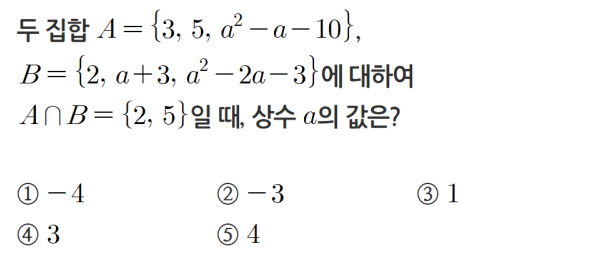 두 집합 A = {3, 5, a² − a − 10},
B = {2, a+3, a² − 2a − 3}에 대하여
A∩B = {2, 5}일 때, 상수 a의 값은?
① −4 ② −3 ③ 1
④ 3 ⑤ 4